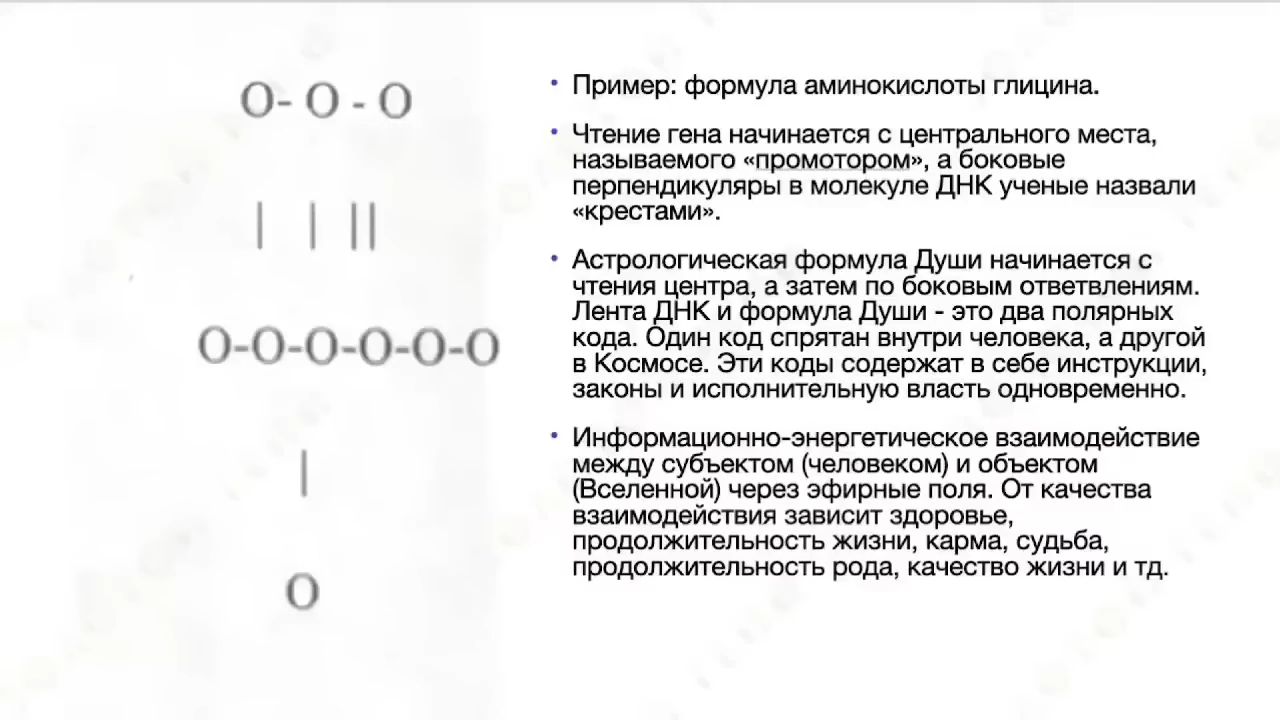 O- O - O
| | ||
O-O-O-O-O-O
|
O
• Пример: формула аминокислоты глицина.
• Чтение гена начинается с центрального места,
называемого «промотором», а боковые
перпендикуляры в молекуле ДНК ученые назвали
«крестами».
• Астрологическая формула Души начинается с
чтения центра, а затем по боковым ответвлениям.
Лента ДНК и формула Души - это два полярных
кода. Один код спрятан внутри человека, а другой
в Космосе. Эти коды содержат в себе инструкции,
законы и исполнительную власть одновременно.
• Информационно-энергетическое взаимодействие
между субъектом (человеком) и объектом
(Вселенной) через эфирные поля. От качества
взаимодействия зависит здоровье,
продолжительность жизни, карма, судьба,
продолжительность рода, качество жизни и тд.